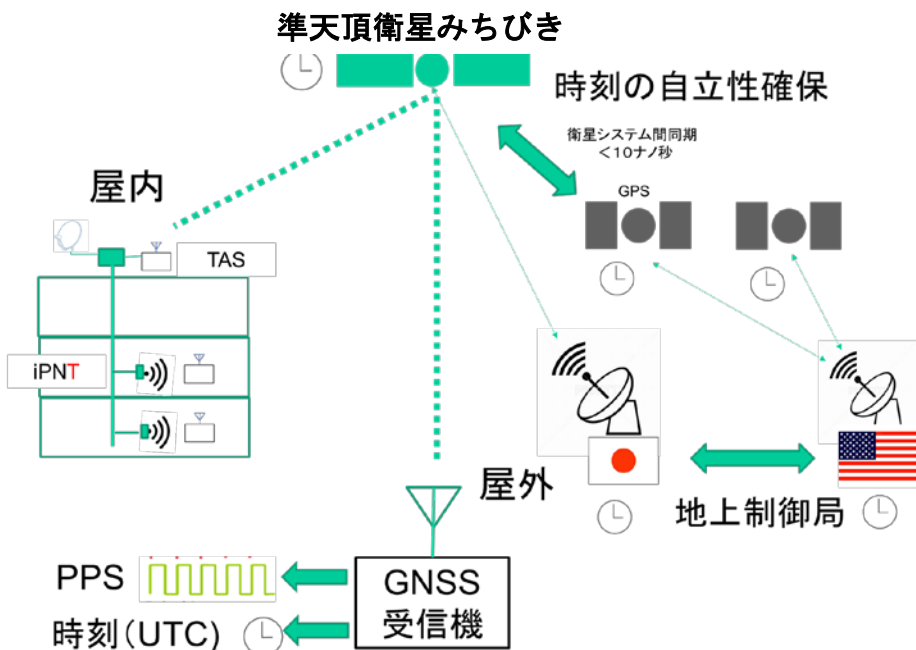 準天頂衛星みちびき
時刻の自立性確保
衛星システム間同期
＜１０ナノ秒
GPS
屋内
TAS
iPNT
屋外
地上制御局
PPS
GNSS
受信機
時刻（UTC）